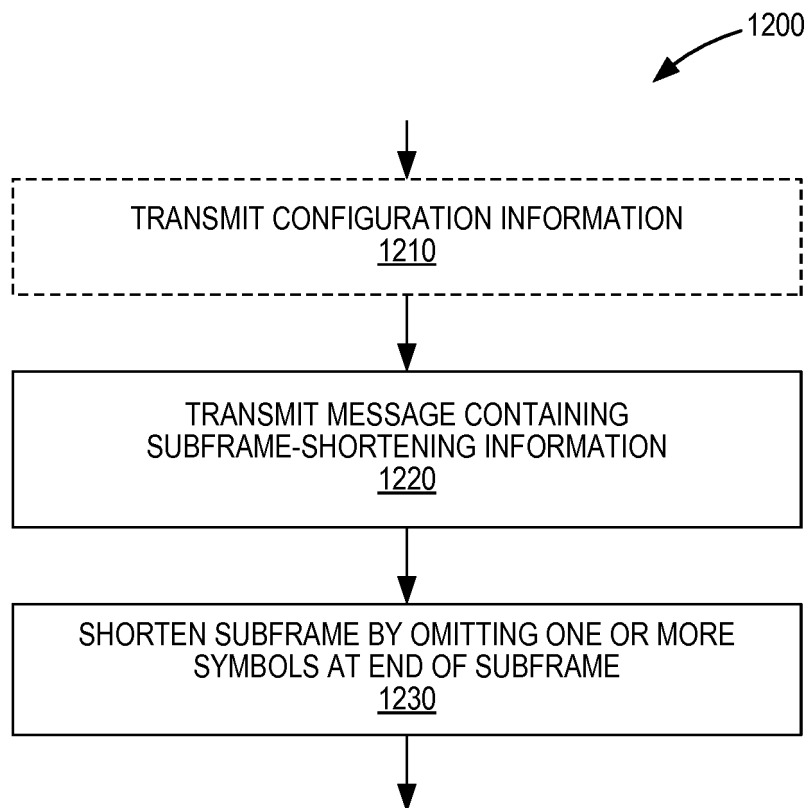 1200
TRANSMIT CONFIGURATION INFORMATION
1210
TRANSMIT MESSAGE CONTAINING
SUBFRAME-SHORTENING INFORMATION
1220
SHORTEN SUBFRAME BY OMITTING ONE OR MORE
SYMBOLS AT END OF SUBFRAME
1230